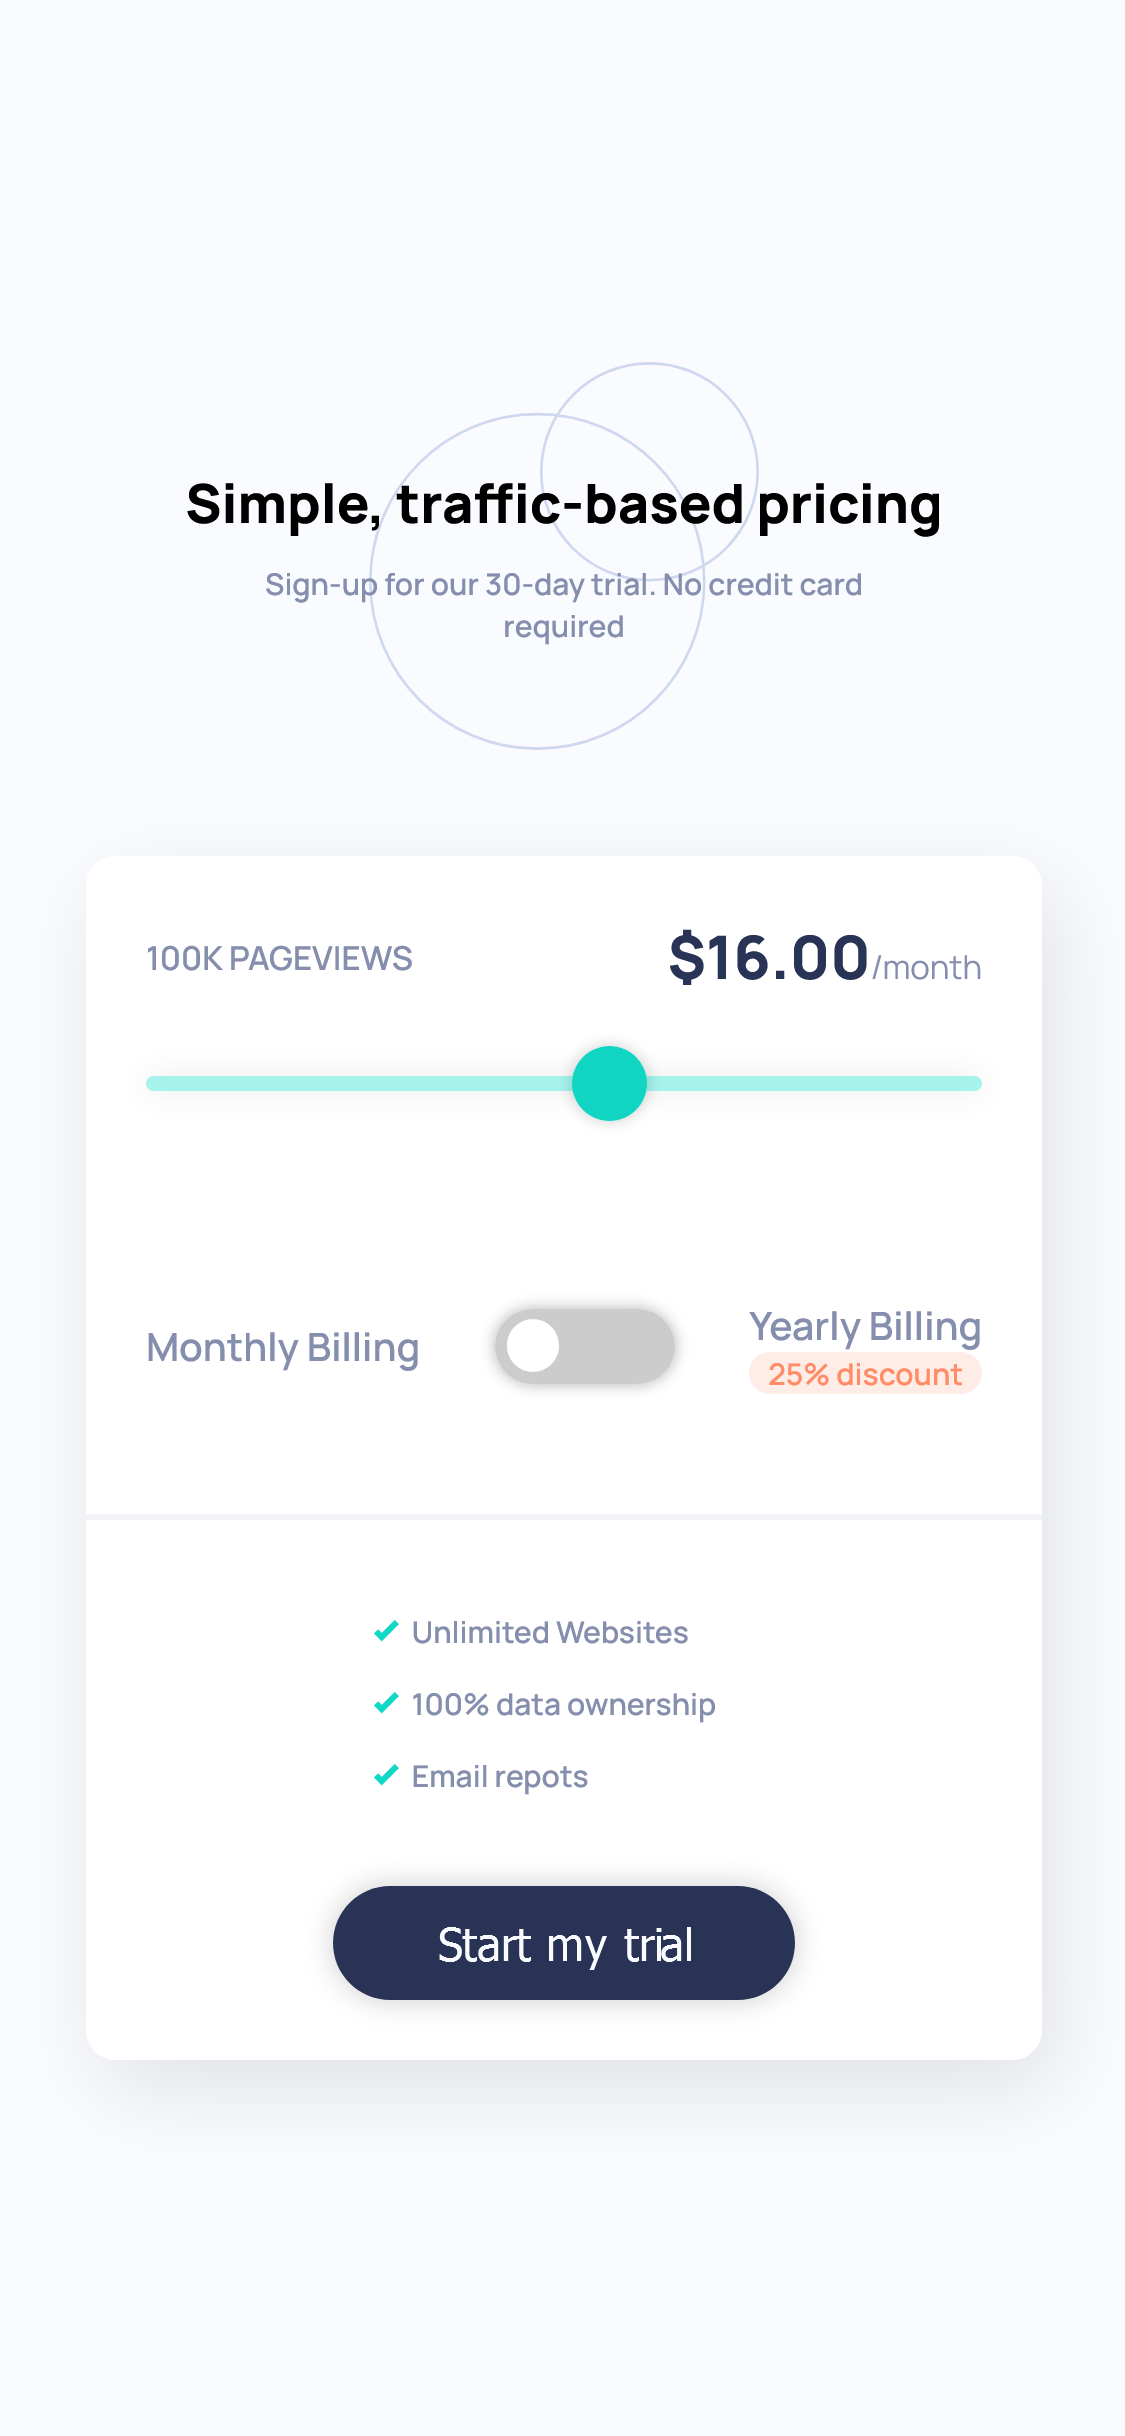 Simple, traffic-based pricing
Sign-up for our 30-day trial. No credit card
required
100K PAGEVIEWS
$16.00/month
Monthly Billing
Yearly Billing
25% discount
Unlimited Websites
100% data ownership
Email repots
Start my trial